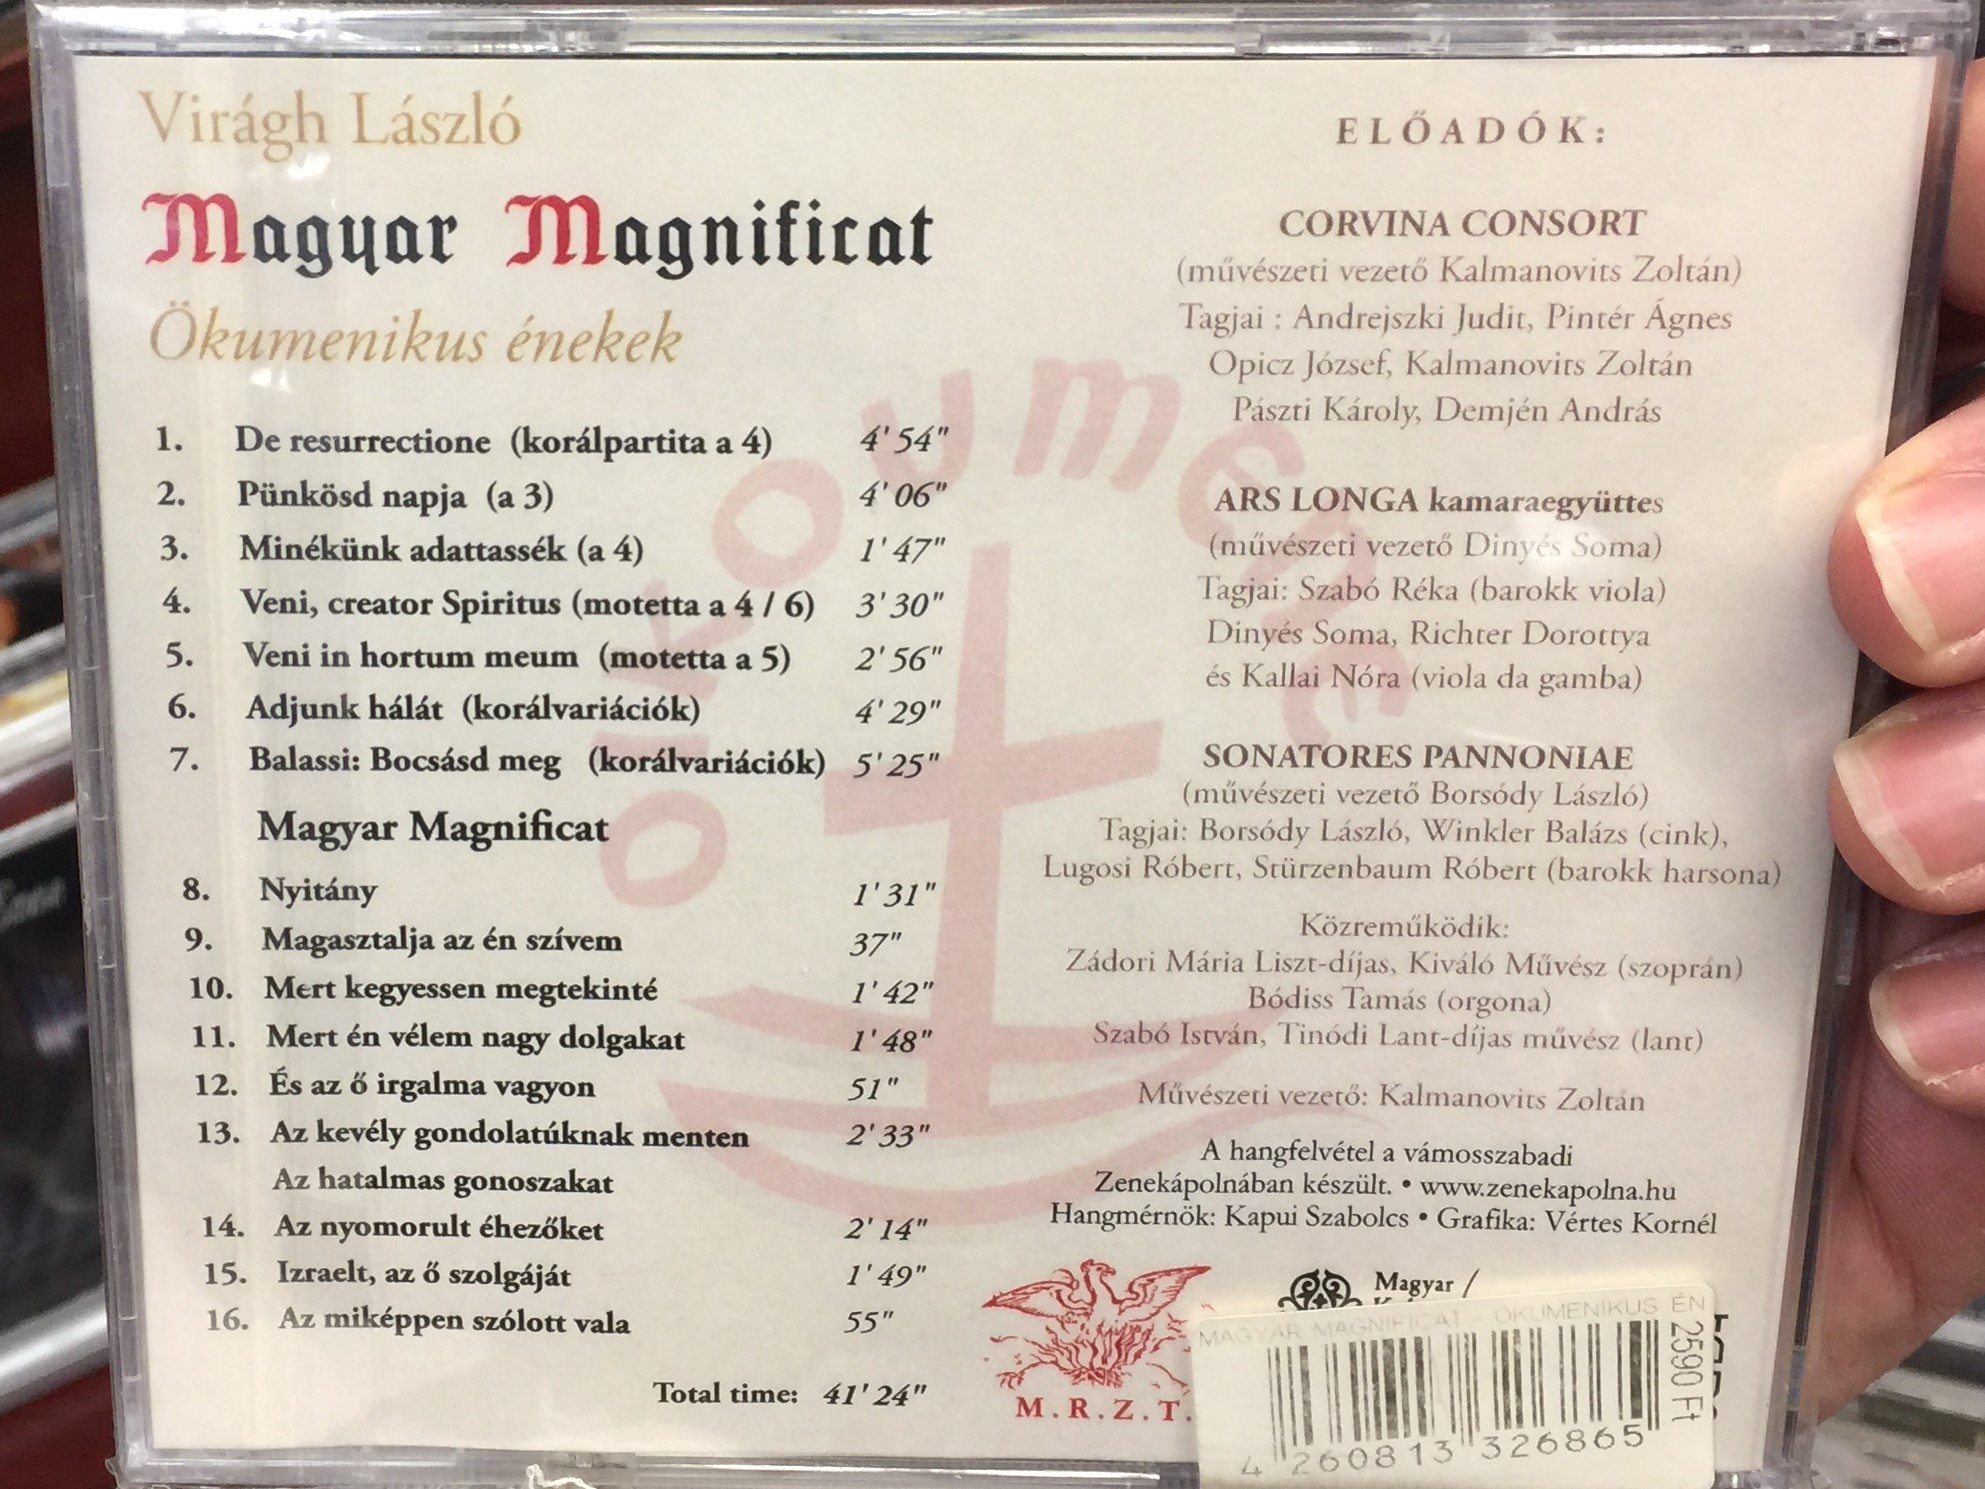 Virágh László
Magyar Magnificat
Ökumenikus énekek
1. De resurrectione (korálpartita a 4) 4' 54"
2. Pünkösd napja (a 3) 4' 06"
3. Minékünk adattassék (a 4) 1' 47"
4. Veni, creator Spiritus (motetta a 4 / 6) 3' 30"
5. Veni in hortum meum (motetta a 5) 2' 56"
6. Adjunk hálát (korálvariációk) 4' 29"
7. Balassi: Bocsásd meg (korálvariációk) 5' 25"
Magyar Magnificat
8. Nyitány 1' 31"
9. Magasztalja az én szívem 37"
10. Mert kegyessen megtekinté 1' 42"
11. Mert én vélem nagy dolgakat 1' 48"
12. És az ő irgalma vagyon 51"
13. Az kevély gondolatúknak menten 2' 33"
Az hatalmas gonoszakat
14. Az nyomorult éhezőket 2' 14"
15. Izraelt, az ő szolgáját 1' 49"
16. Az miképpen szólott vala 55"
Total time: 41' 24"
oikoumene
ELŐADÓK:
CORVINA CONSORT
(művészeti vezető Kalmanovits Zoltán)
Tagjai : Andrejszki Judit, Pintér Ágnes
Opicz József, Kalmanovits Zoltán
Pászti Károly, Demjén András
ARS LONGA kamaraegyüttes
(művészeti vezető Dinyés Soma)
Tagjai: Szabó Réka (barokk viola)
Dinyés Soma, Richter Dorottya
és Kallai Nóra (viola da gamba)
SONATORES PANNONIAE
(művészeti vezető Borsódy László)
Tagjai: Borsódy László, Winkler Balázs (cink),
Lugosi Róbert, Stürzenbaum Róbert (barokk harsona)
Közreműködik:
Zádori Mária Liszt-díjas, Kiváló Művész (szoprán)
Bódiss Tamás (orgona)
Szabó István, Tinódi Lant-díjas művész (lant)
Művészeti vezető: Kalmanovits Zoltán
A hangfelvétel a vámosszabadi
Zenekápolnában készült. • www.zenekapolna.hu
Hangmérnök: Kapui Szabolcs • Grafika: Vértes Kornél
M.R.Z.T.
Magyar /
MAGYAR MAGNIFICAT - ÖKUMENIKUS ÉN
2590 Ft
4 260813 326865